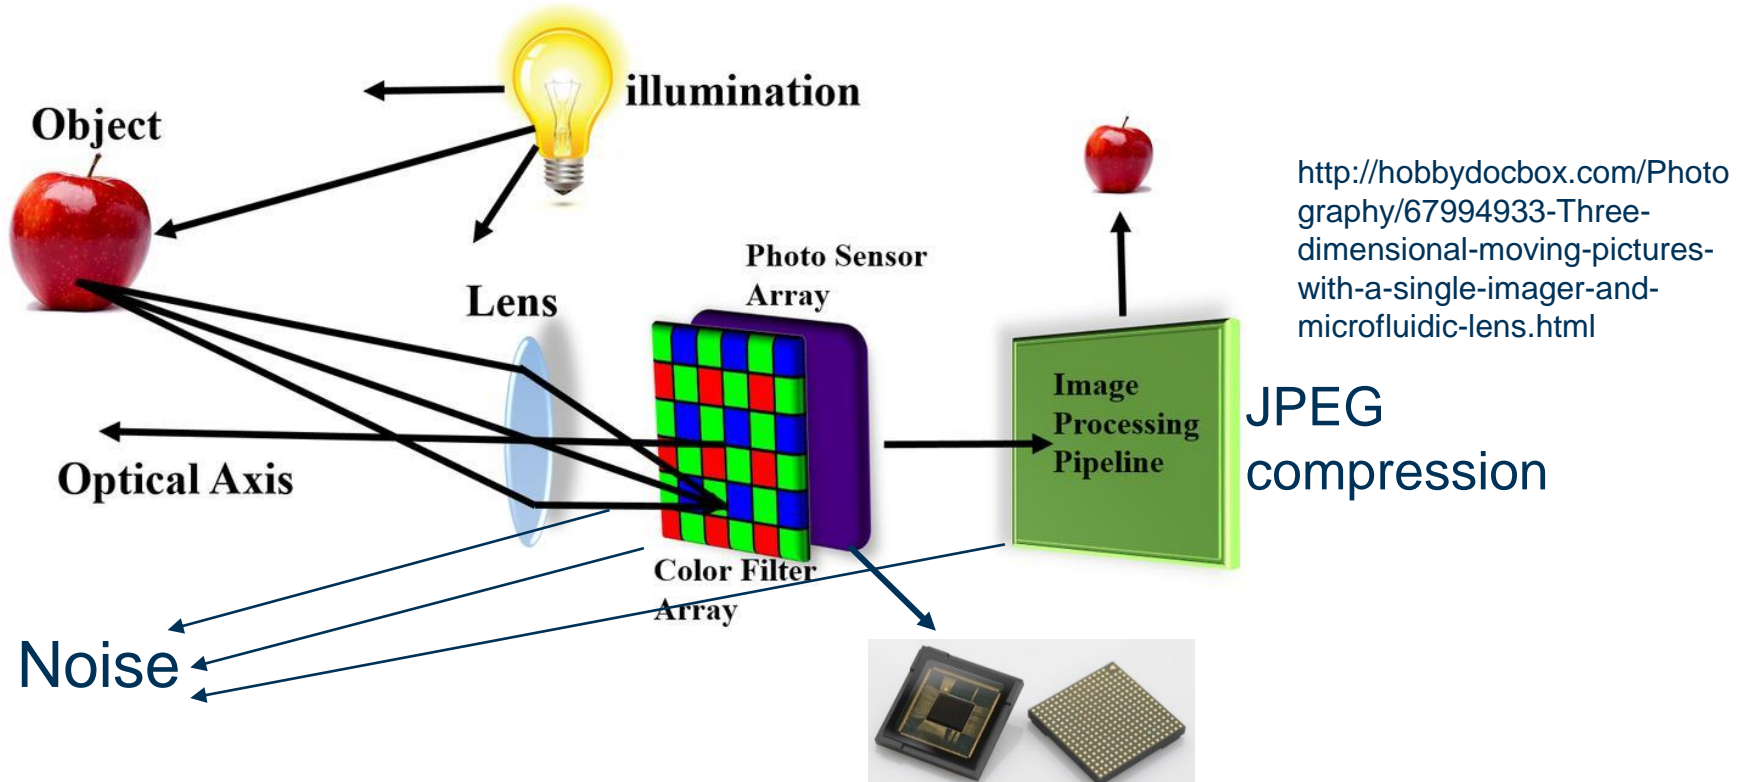 illumination
Object
http://hobbydocbox.com/Photo
graphy/67994933-Three-
dimensional-moving-pictures-
with-a-single-imager-and-
microfluidic-lens.html
Photo Sensor
Array
Lens
Image
Processing
Pipeline
JPEG
compression
Optical Axis
Color Filter
Array
Noise